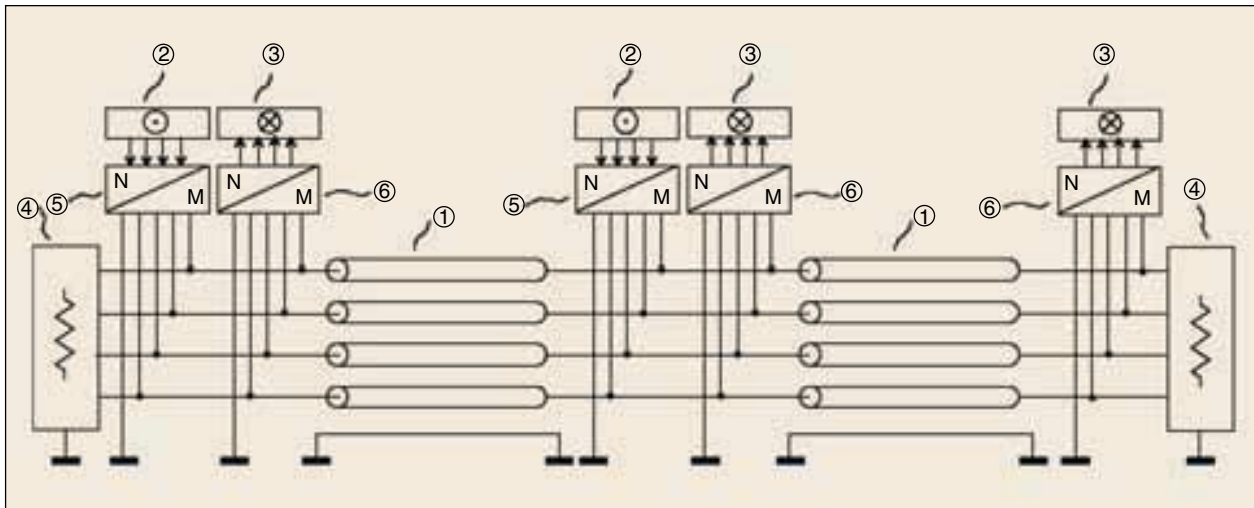 ② ③ ② ③ ③
N M N M N M N M N M
④ ⑤ ⑥ ⑤ ⑥ ⑥ ④
① ①